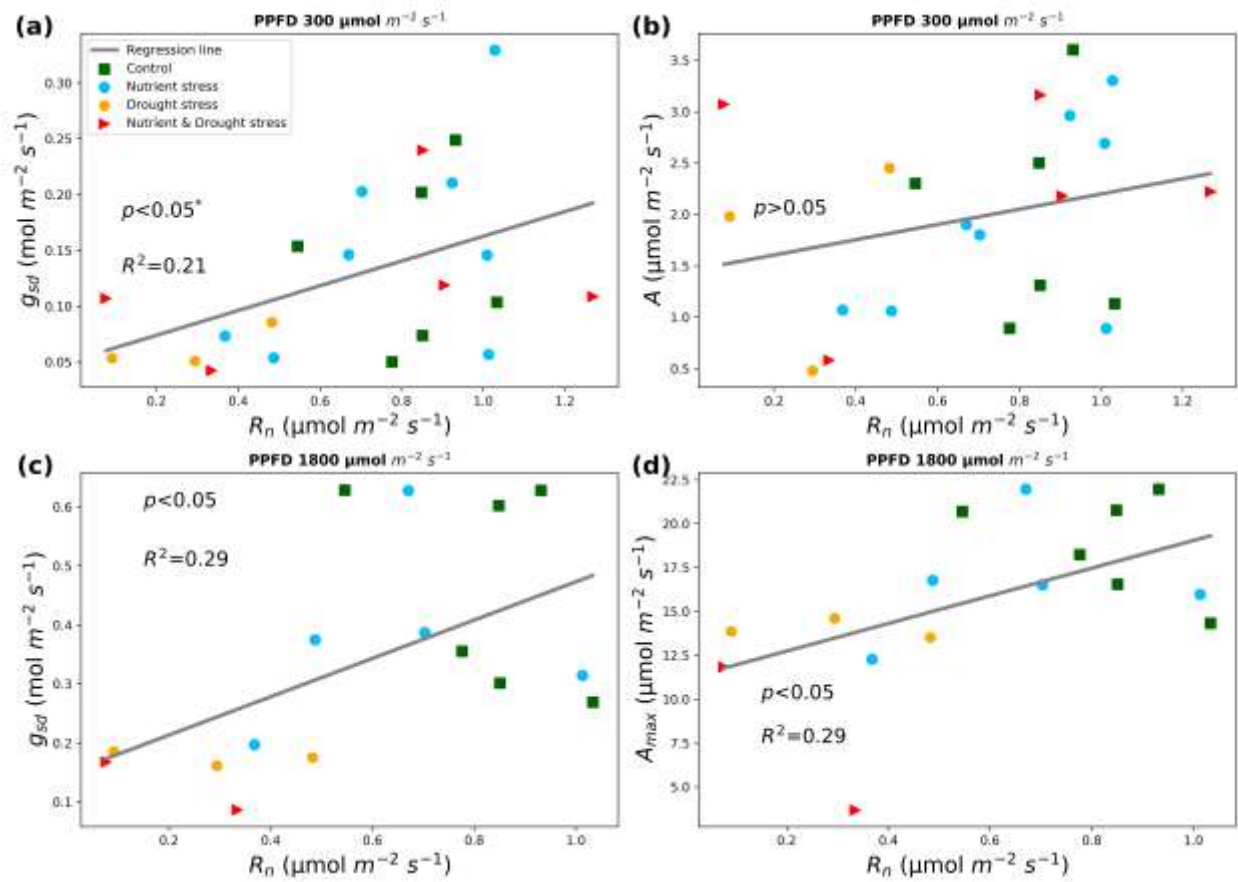 (a)
PPFD 300 µmol m⁻² s⁻¹
g_sd (mol m⁻² s⁻¹)
Regression line
Control
Nutrient stress
Drought stress
Nutrient & Drought stress
p<0.05*
R²=0.21
0.30
0.25
0.20
0.15
0.10
0.05
0.2 0.4 0.6 0.8 1.0 1.2
R_n (µmol m⁻² s⁻¹)
(b)
PPFD 300 µmol m⁻² s⁻¹
A (µmol m⁻² s⁻¹)
p>0.05
3.5
3.0
2.5
2.0
1.5
1.0
0.5
0.2 0.4 0.6 0.8 1.0 1.2
R_n (µmol m⁻² s⁻¹)
(c)
PPFD 1800 µmol m⁻² s⁻¹
g_sd (mol m⁻² s⁻¹)
p<0.05
R²=0.29
0.6
0.5
0.4
0.3
0.2
0.1
0.2 0.4 0.6 0.8 1.0
R_n (µmol m⁻² s⁻¹)
(d)
PPFD 1800 µmol m⁻² s⁻¹
A_max (µmol m⁻² s⁻¹)
22.5
20.0
17.5
15.0
12.5
10.0
7.5
5.0
p<0.05
R²=0.29
0.2 0.4 0.6 0.8 1.0
R_n (µmol m⁻² s⁻¹)